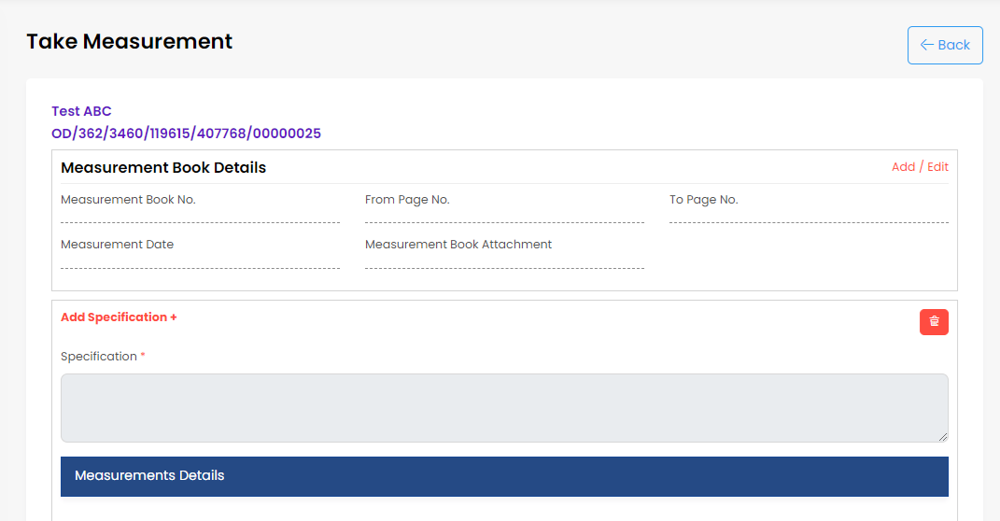 Take Measurement
← Back
Test ABC
OD/362/3460/119615/407768/00000025
Measurement Book Details
Add / Edit
Measurement Book No.
From Page No.
To Page No.
Measurement Date
Measurement Book Attachment
Add Specification +
Specification *
Measurements Details